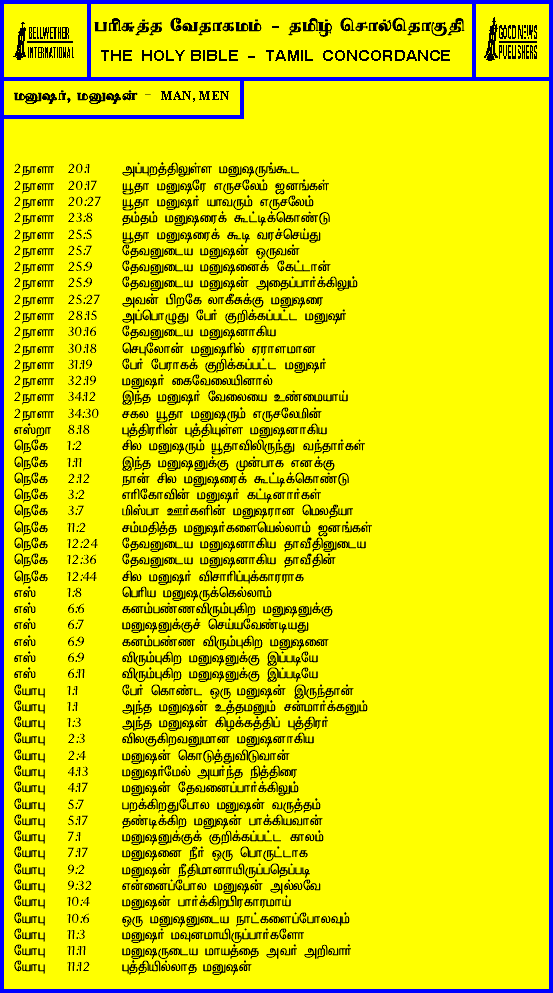 BELLWETHER
INTERNATIONAL
பரிசுத்த வேதாகமம் - தமிழ் சொல்தொகுதி
THE HOLY BIBLE - TAMIL CONCORDANCE
GOOD NEWS
PUBLISHERS
மனுஷர், மனுஷன் - MAN, MEN
2நாளா 20:1 அப்புறத்திலுள்ள மனுஷருங்கூட
2நாளா 20:17 யூதா மனுஷரே எருசலேம் ஜனங்கள்
2நாளா 20:27 யூதா மனுஷர் யாவரும் எருசலேம்
2நாளா 23:8 தம்தம் மனுஷரைக் கூட்டிக்கொண்டு
2நாளா 25:5 யூதா மனுஷரைக் கூடி வரச்செய்து
2நாளா 25:7 தேவனுடைய மனுஷன் ஒருவன்
2நாளா 25:9 தேவனுடைய மனுஷனைக் கேட்டான்
2நாளா 25:9 தேவனுடைய மனுஷன் அதைப்பார்க்கிலும்
2நாளா 25:27 அவன் பிறகே லாகீசுக்கு மனுஷரை
2நாளா 28:15 அப்பொழுது பேர் குறிக்கப்பட்ட மனுஷர்
2நாளா 30:16 தேவனுடைய மனுஷனாகிய
2நாளா 30:18 செபுலோன் மனுஷரில் ஏராளமான
2நாளா 31:19 பேர் பேராகக் குறிக்கப்பட்ட மனுஷர்
2நாளா 32:19 மனுஷர் கைவேலையினால்
2நாளா 34:12 இந்த மனுஷர் வேலையை உண்மையாய்
2நாளா 34:30 சகல யூதா மனுஷரும் எருசலேமின்
எஸ்றா 8:18 புத்திரரின் புத்தியுள்ள மனுஷனாகிய
நெகே 1:2 சில மனுஷரும் யூதாவிலிருந்து வந்தார்கள்
நெகே 1:11 இந்த மனுஷனுக்கு முன்பாக எனக்கு
நெகே 2:12 நான் சில மனுஷரைக் கூட்டிக்கொண்டு
நெகே 3:2 எரிகோவின் மனுஷர் கட்டினார்கள்
நெகே 3:7 மிஸ்பா ஊர்களின் மனுஷரான மெலதீயா
நெகே 11:2 சம்மதித்த மனுஷர்களையெல்லாம் ஜனங்கள்
நெகே 12:24 தேவனுடைய மனுஷனாகிய தாவீதினுடைய
நெகே 12:36 தேவனுடைய மனுஷனாகிய தாவீதின்
நெகே 12:44 சில மனுஷர் விசாரிப்புக்காரராக
எஸ் 1:8 பெரிய மனுஷருக்கெல்லாம்
எஸ் 6:6 கனம்பண்ணவிரும்புகிற மனுஷனுக்கு
எஸ் 6:7 மனுஷனுக்குச் செய்யவேண்டியது
எஸ் 6:9 கனம்பண்ண விரும்புகிற மனுஷனை
எஸ் 6:9 விரும்புகிற மனுஷனுக்கு இப்படியே
எஸ் 6:11 விரும்புகிற மனுஷனுக்கு இப்படியே
யோபு 1:1 பேர் கொண்ட ஒரு மனுஷன் இருந்தான்
யோபு 1:1 அந்த மனுஷன் உத்தமனும் சன்மார்க்கனும்
யோபு 1:3 அந்த மனுஷன் கிழக்கத்திப் புத்திரர்
யோபு 2:3 விலகுகிறவனுமான மனுஷனாகிய
யோபு 2:4 மனுஷன் கொடுத்துவிடுவான்
யோபு 4:13 மனுஷர்மேல் அயர்ந்த நித்திரை
யோபு 4:17 மனுஷன் தேவனைப்பார்க்கிலும்
யோபு 5:7 பறக்கிறதுபோல மனுஷன் வருத்தம்
யோபு 5:17 தண்டிக்கிற மனுஷன் பாக்கியவான்
யோபு 7:1 மனுஷனுக்குக் குறிக்கப்பட்ட காலம்
யோபு 7:17 மனுஷனை நீர் ஒரு பொருட்டாக
யோபு 9:2 மனுஷன் நீதிமானாயிருப்பதெப்படி
யோபு 9:32 என்னைப்போல மனுஷன் அல்லவே
யோபு 10:4 மனுஷன் பார்க்கிறபிரகாரமாய்
யோபு 10:6 ஒரு மனுஷனுடைய நாட்களைப்போலவும்
யோபு 11:3 மனுஷர் மவுனமாயிருப்பார்களோ
யோபு 11:11 மனுஷருடைய மாயத்தை அவர் அறிவார்
யோபு 11:12 புத்தியில்லாத மனுஷன்